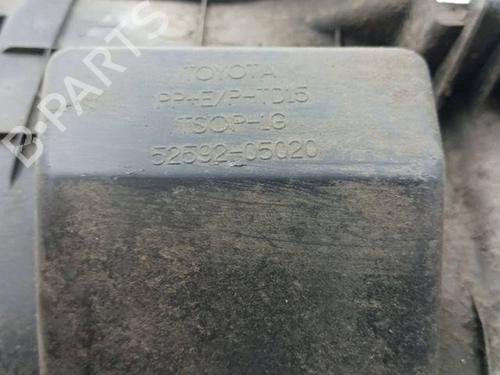 B-PARTS
TOYOTA
PP+E/P-TD15
TSOP-1G
52592-05020